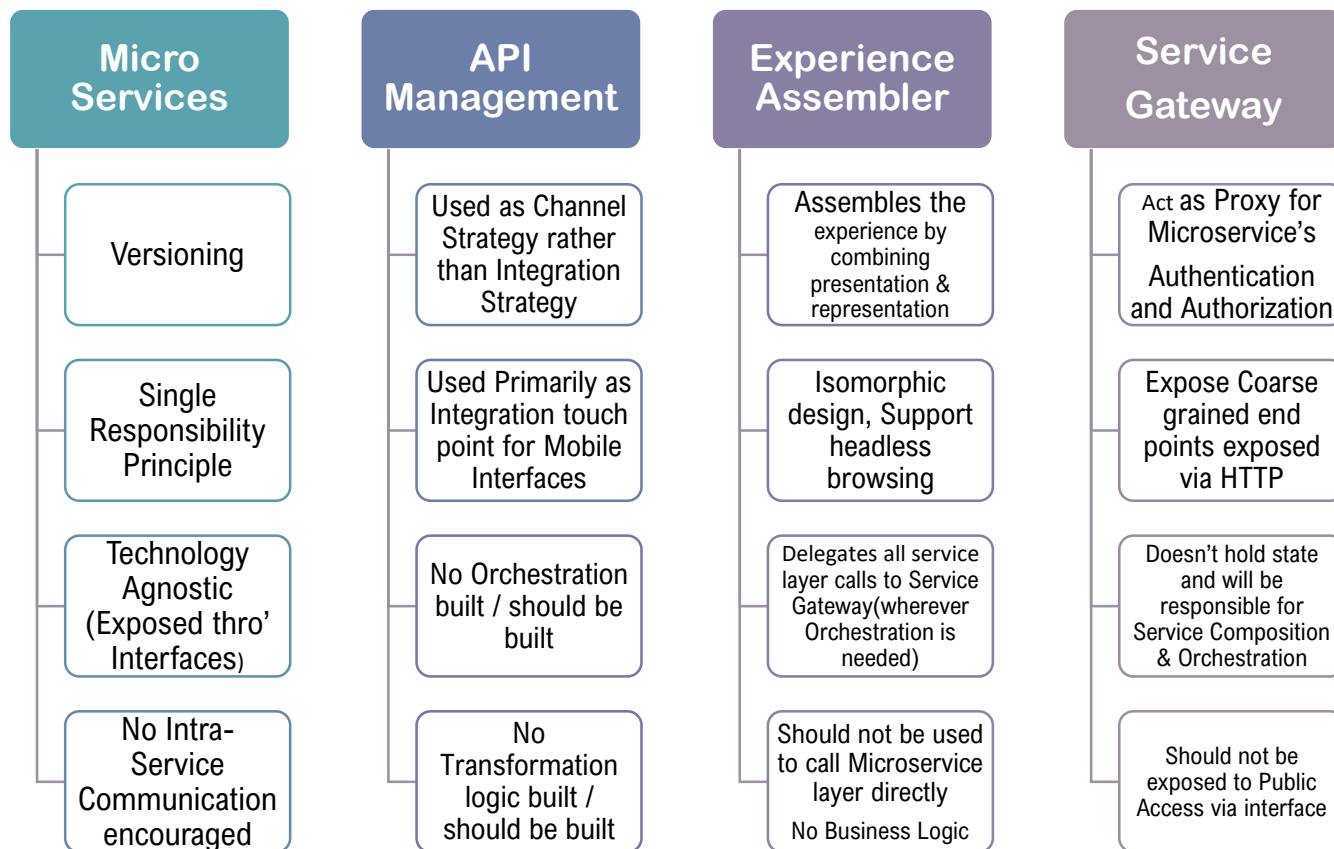 Micro
Services
Versioning
Single
Responsibility
Principle
Technology
Agnostic
(Exposed thro'
Interfaces)
No Intra-
Service
Communication
encouraged
API
Management
Used as Channel
Strategy rather
than Integration
Strategy
Used Primarily as
Integration touch
point for Mobile
Interfaces
No Orchestration
built / should be
built
No
Transformation
logic built /
should be built
Experience
Assembler
Assembles the
experience by
combining
presentation &
representation
Isomorphic
design, Support
headless
browsing
Delegates all service
layer calls to Service
Gateway(wherever
Orchestration is
needed)
Should not be used
to call Microservice
layer directly
No Business Logic
Service
Gateway
Act as Proxy for
Microservice’s
Authentication
and Authorization
Expose Coarse
grained end
points exposed
via HTTP
Doesn’t hold state
and will be
responsible for
Service Composition
& Orchestration
Should not be
exposed to Public
Access via interface